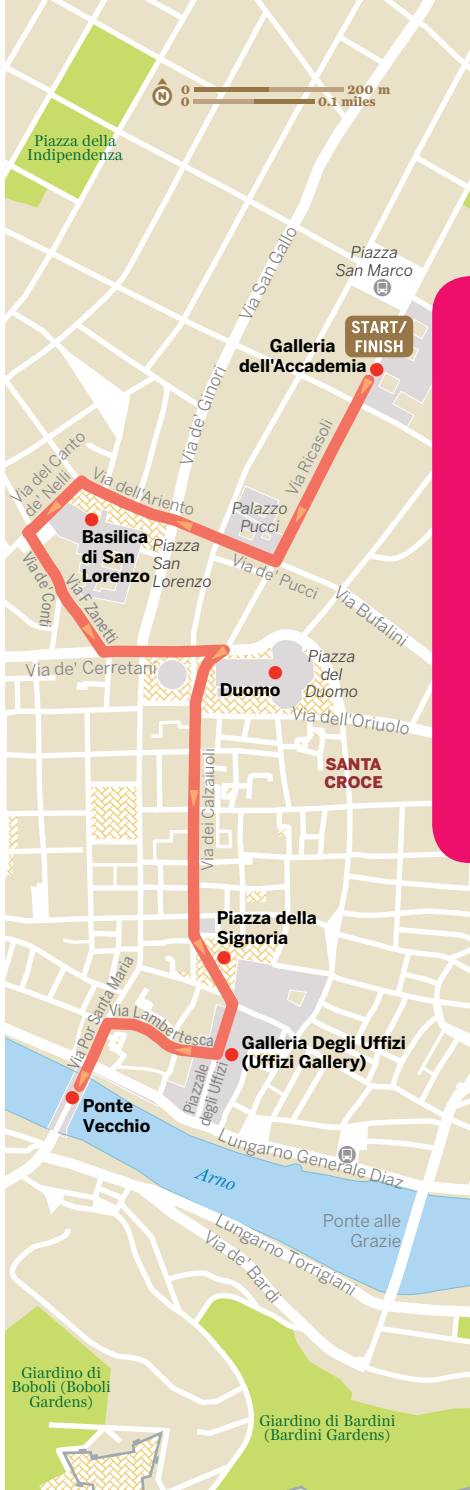 N
0 200 m
0 0.1 miles
Piazza della
Indipendenza
Via San Gallo
Piazza
San Marco
START/
FINISH
Galleria
dell'Accademia
Via de' Ginori
Via Ricasoli
Via del Canto
de' Nelli
Via dell'Ariento
Palazzo
Pucci
Basilica
di San
Lorenzo
Piazza
San
Lorenzo
Via de' Pucci
Via Bufalini
Via de' Conti
Via F Zanetti
Via de' Cerretani
Duomo
Piazza
del
Duomo
Via dell'Oriuolo
SANTA
CROCE
Via dei Calzaiuoli
Piazza della
Signoria
Via Por Santa Maria
Via Lambertesca
Galleria Degli Uffizi
(Uffizi Gallery)
Piazzale
degli Uffizi
Ponte
Vecchio
Lungarno Generale Diaz
Arno
Ponte alle
Grazie
Lungarno Torrigiani
Via de' Bardi
Giardino di
Boboli (Boboli
Gardens)
Giardino di Bardini
(Bardini Gardens)